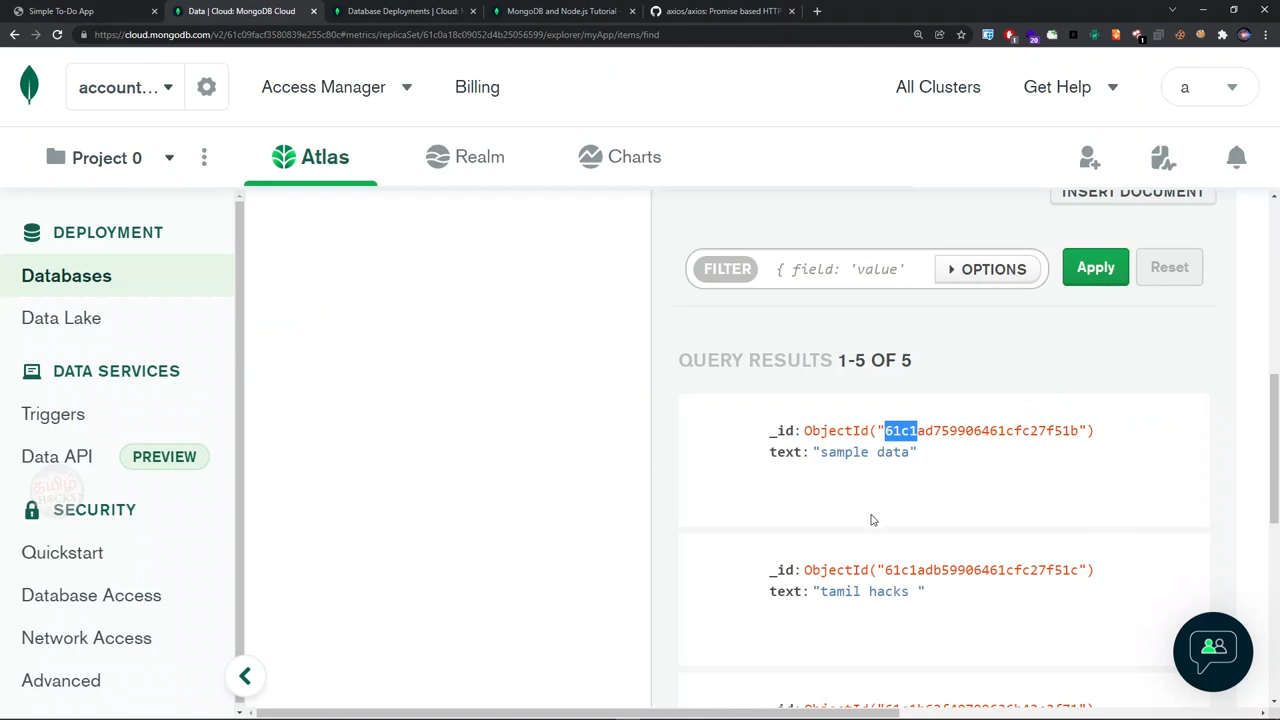 Simple To-Do App
Data | Cloud: MongoDB Cloud
Database Deployments | Cloud: M
MongoDB and Node.js Tutorial -
axios/axios: Promise based HTTP
https://cloud.mongodb.com/v2/61c09facf3580839e255c80c#metrics/replicaSet/61c0a18c09052d4b25056599/explorer/myApp/items/find
account...
Access Manager
Billing
All Clusters
Get Help
a
Project 0
Atlas
Realm
Charts
DEPLOYMENT
Databases
Data Lake
DATA SERVICES
Triggers
Data API PREVIEW
SECURITY
Quickstart
Database Access
Network Access
Advanced
தமிழ்
HACKS
INSERT DOCUMENT
FILTER { field: 'value' OPTIONS Apply Reset
QUERY RESULTS 1-5 OF 5
_id: ObjectId("61c1ad759906461cfc27f51b")
text: "sample data"
_id: ObjectId("61c1adb59906461cfc27f51c")
text: "tamil hacks "